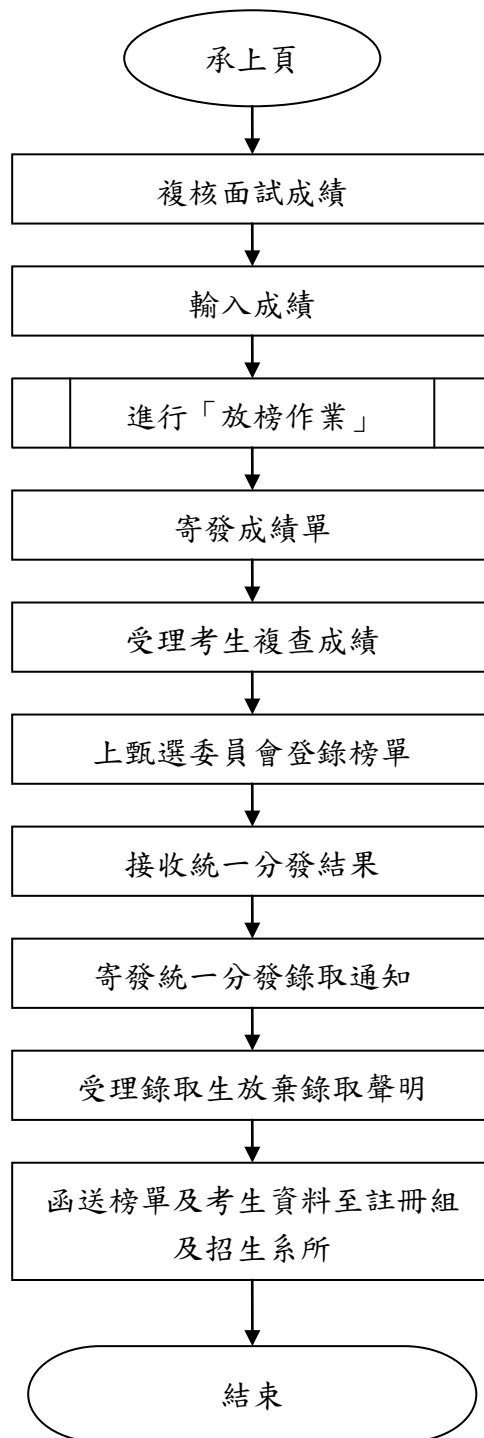 承上頁
複核面試成績
輸入成績
進行「放榜作業」
寄發成績單
受理考生複查成績
上甄選委員會登錄榜單
接收統一分發結果
寄發統一分發錄取通知
受理錄取生放棄錄取聲明
函送榜單及考生資料至註冊組
及招生系所
結束